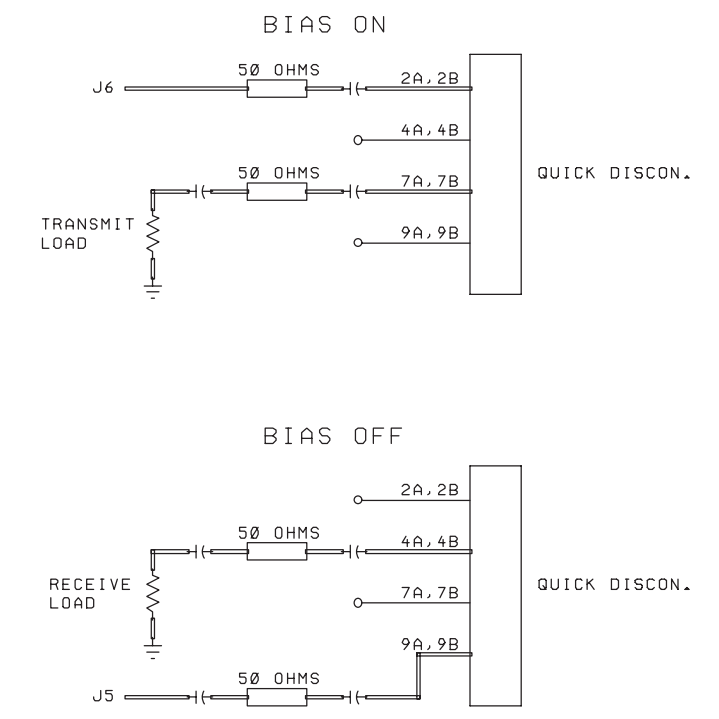 BIAS ON
50 OHMS
J6
2A,2B
4A,4B
50 OHMS
7A,7B
QUICK DISCON.
TRANSMIT
LOAD
9A,9B
BIAS OFF
2A,2B
50 OHMS
4A,4B
RECEIVE
LOAD
7A,7B
QUICK DISCON.
9A,9B
50 OHMS
J5